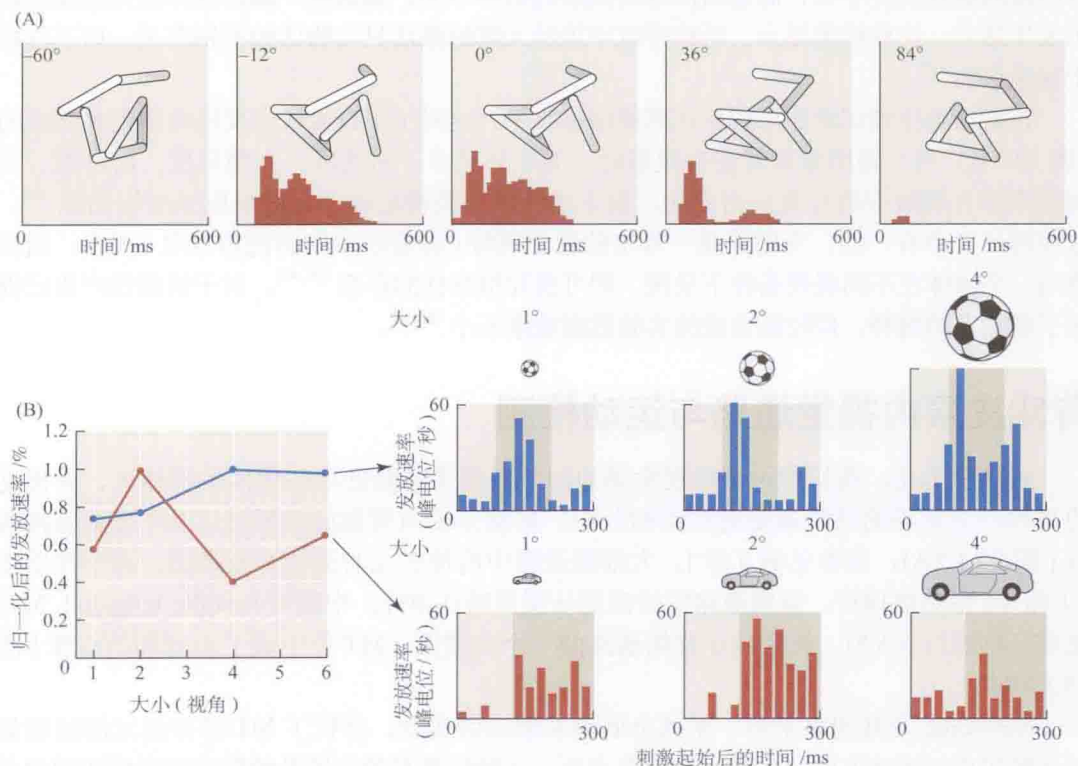 (A)
–60° –12° 0° 36° 84°
0 600 0 600 0 600 0 600 0 600
时间/ms 时间/ms 时间/ms 时间/ms 时间/ms
大小 1° 2° 4°
(B)
归一化后的发放速率/%
1.2
1.0
0.8
0.6
0.4
0.2
0
1 2 4 6
大小(视角)
发放速率
(峰电位/秒)
60 60
0 300 0 300 300
大小 1° 2° 4°
发放速率
(峰电位/秒)
60 60 60
0 300 0 300 0 300
刺激起始后的时间/ms